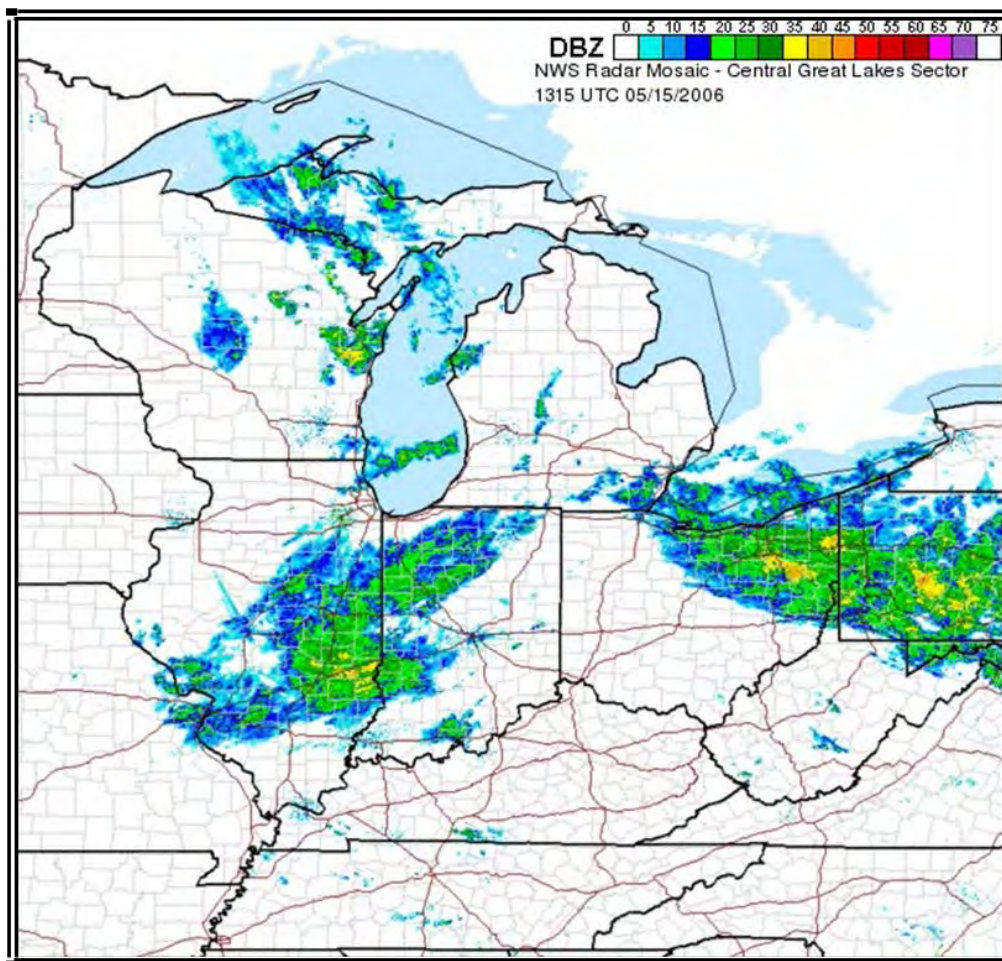 0 5 10 15 20 25 30 35 40 45 50 55 60 65 70 75
DBZ
NWS Radar Mosaic - Central Great Lakes Sector
1315 UTC 05/15/2006